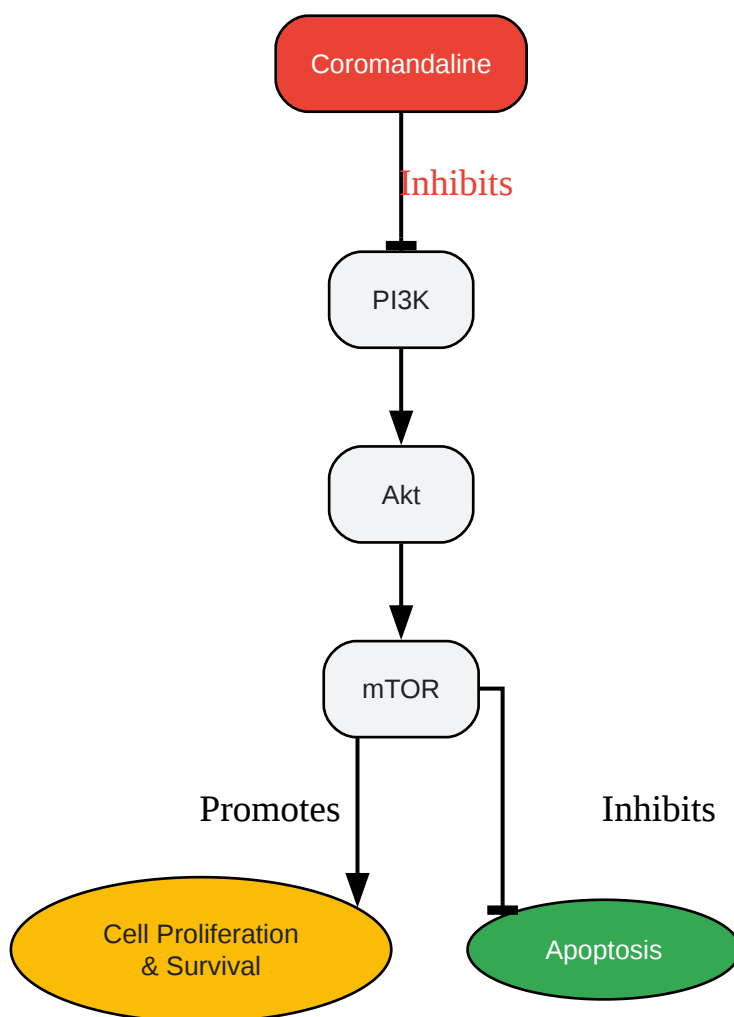 Coromandaline
Inhibits
PI3K
Akt
mTOR
Promotes
Inhibits
Cell Proliferation
& Survival
Apoptosis